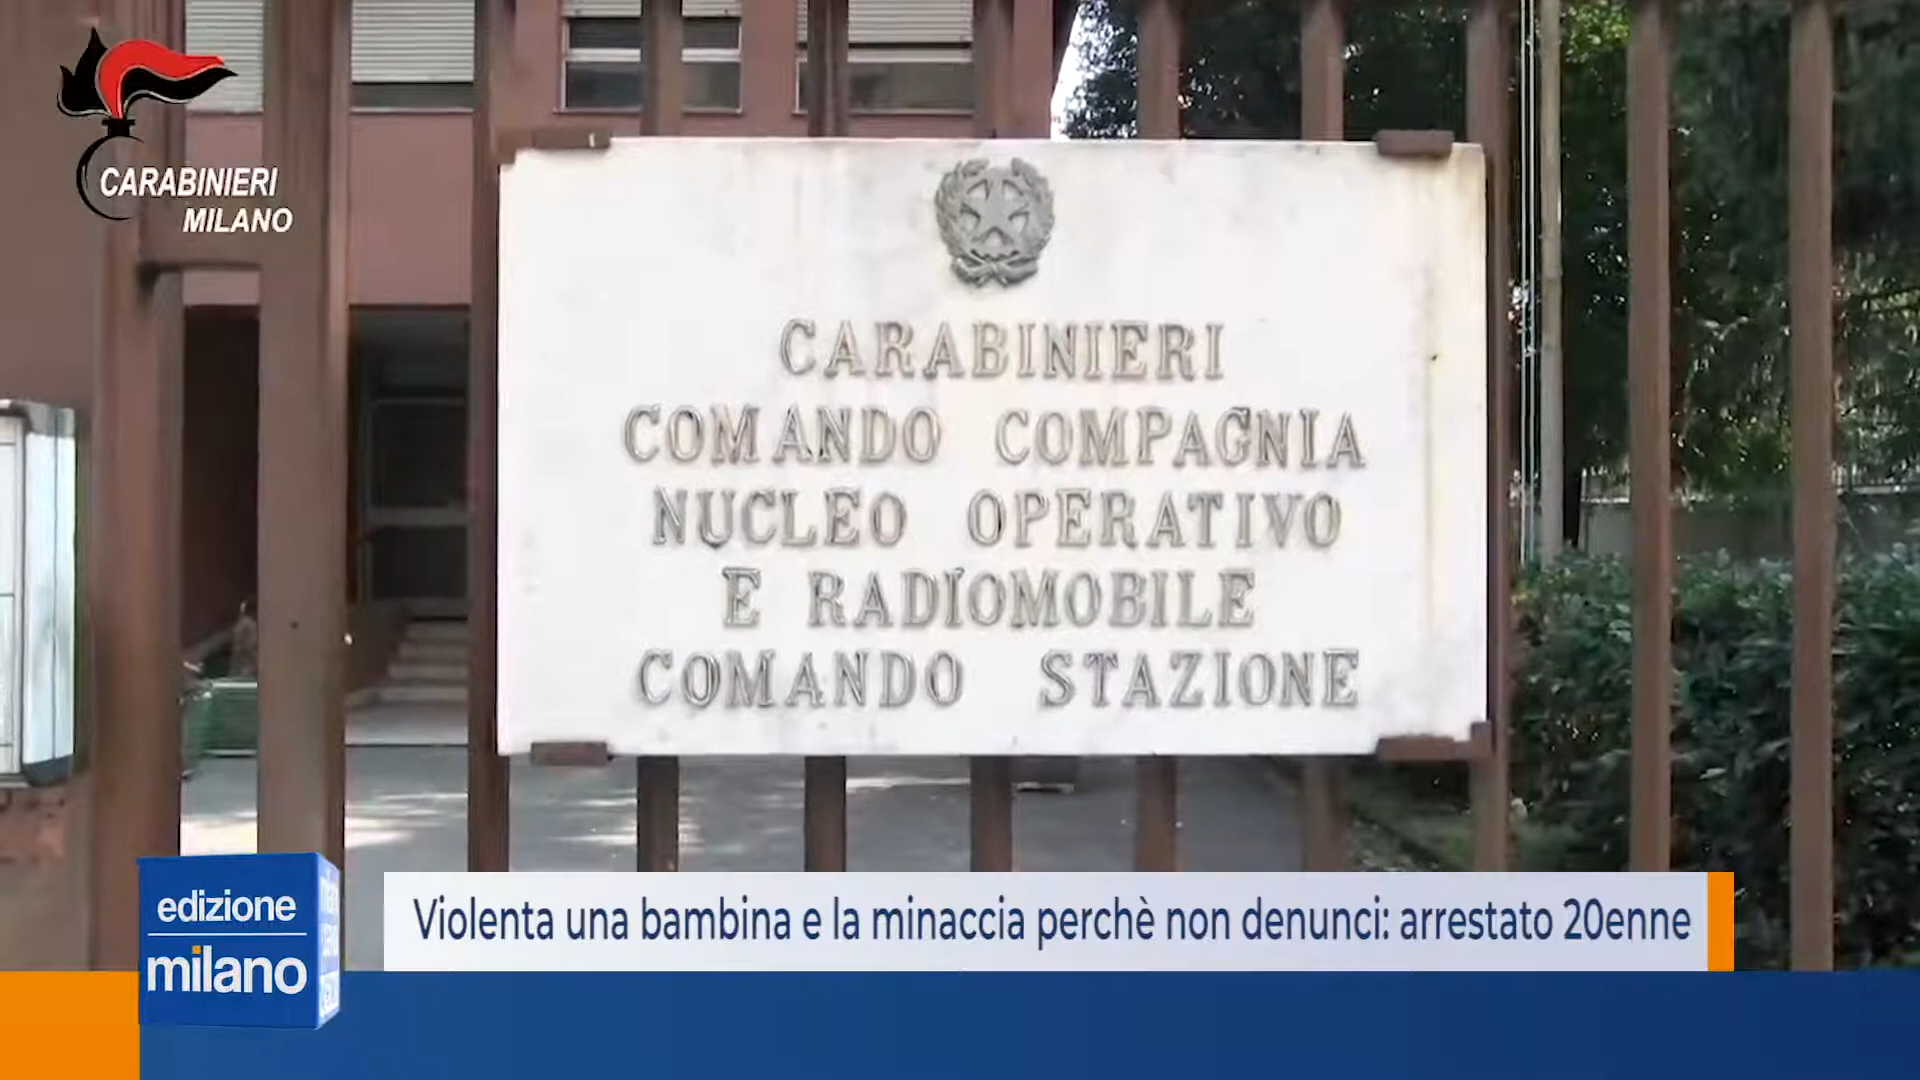 CARABINIERI
MILANO
CARABINIERI
COMANDO COMPAGNIA
NUCLEO OPERATIVO
E RADIOMOBILE
COMANDO STAZIONE
edizione
milano
Violenta una bambina e la minaccia perchè non denunci: arrestato 20enne